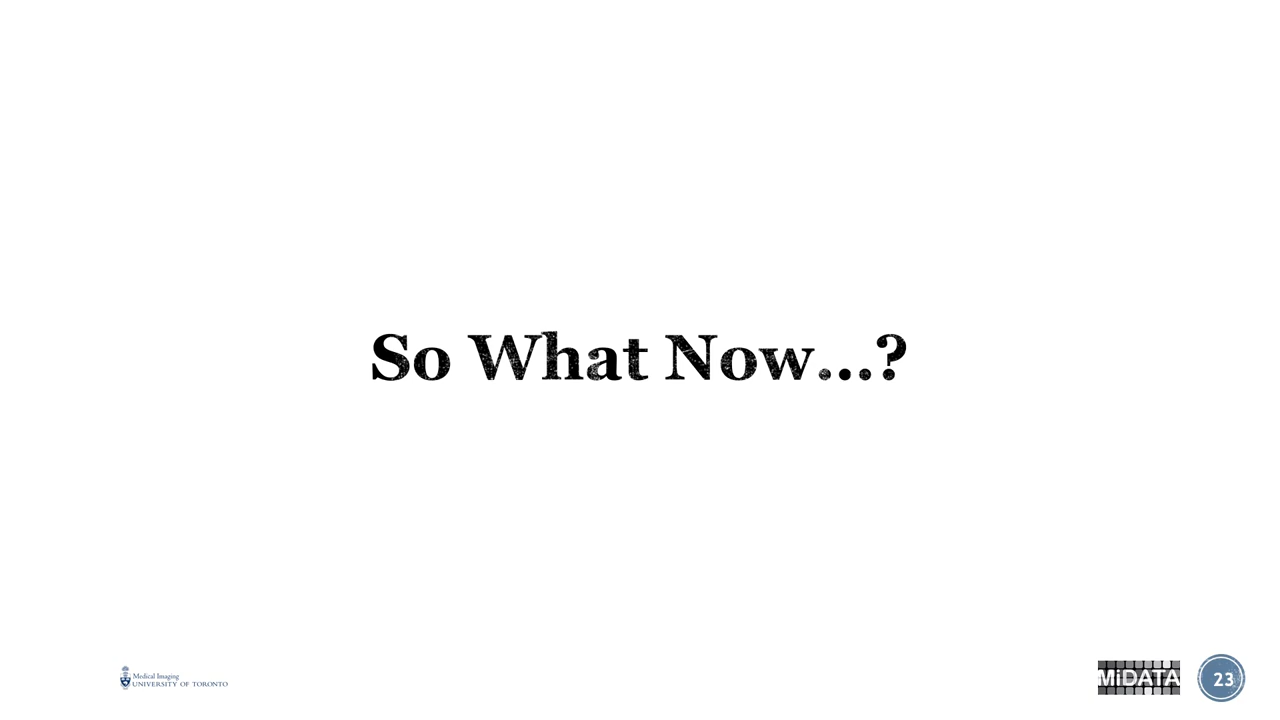 So What Now...?
Medical Imaging
UNIVERSITY OF TORONTO
MiDATA
23